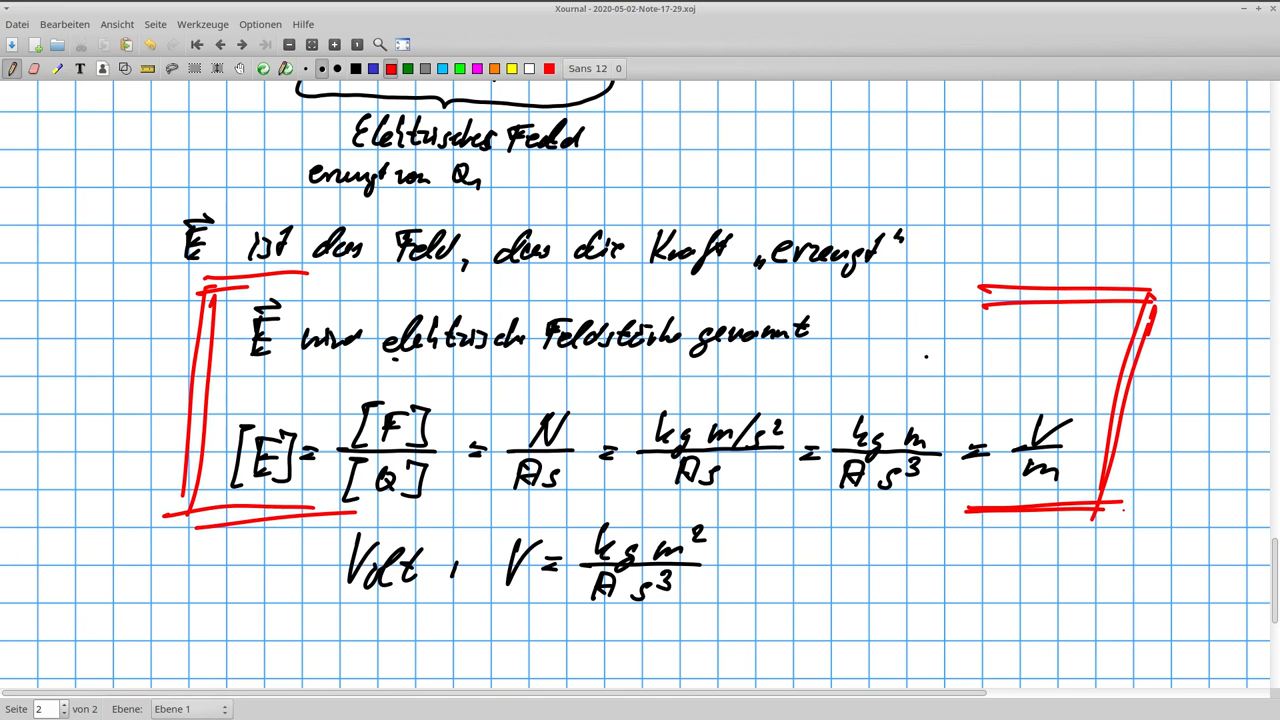 Xournal - 2020-05-02-Note-17-29.xoj
Datei Bearbeiten Ansicht Seite Werkzeuge Optionen Hilfe
Sans 12 0
Elektrisches Feld
erzeugt von Q₁
E⃗ ist das Feld, das die Kraft „erzeugt“
E⃗ wird elektrische Feldstärke genannt
[E] = [F]/[Q] = N/As = kg m/s²/As = kg m/A s³ = V/m
Volt , V = kg m²/A s³
Seite 2 von 2 Ebene: Ebene 1